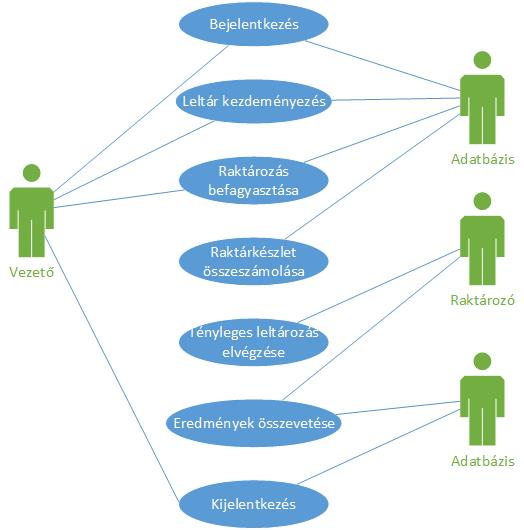 Bejelentkezés
Leltár kezdeményezés
Adatbázis
Raktározás
befagyasztása
Vezető
Raktárkészlet
összeszámolása
Raktározó
Tényleges leltározás
elvégzése
Eredmények összevetése
Adatbázis
Kijelentkezés